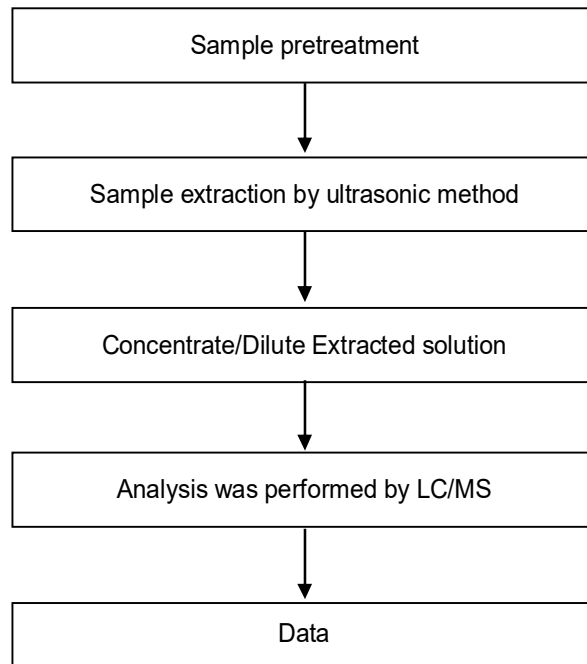 Sample pretreatment
Sample extraction by ultrasonic method
Concentrate/Dilute Extracted solution
Analysis was performed by LC/MS
Data